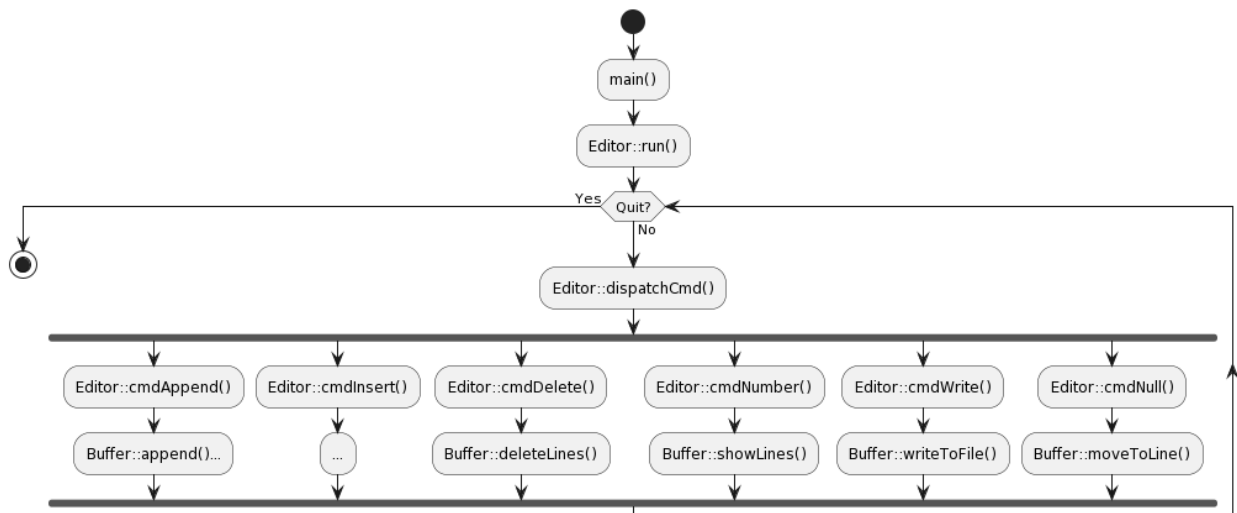 main()
Editor::run()
Yes
Quit?
No
Editor::dispatchCmd()
Editor::cmdAppend()
Editor::cmdInsert()
Editor::cmdDelete()
Editor::cmdNumber()
Editor::cmdWrite()
Editor::cmdNull()
Buffer::append()...
...
Buffer::deleteLines()
Buffer::showLines()
Buffer::writeToFile()
Buffer::moveToLine()